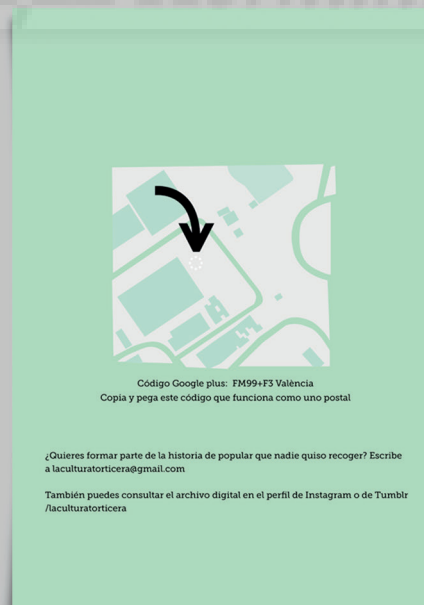 Código Google plus: FM99+F3 València
Copia y pega este código que funciona como uno postal
¿Quieres formar parte de la historia de popular que nadie quiso recoger? Escribe
a laculturatorticera@gmail.com
También puedes consultar el archivo digital en el perfil de Instagram o de Tumblr
/laculturatorticera